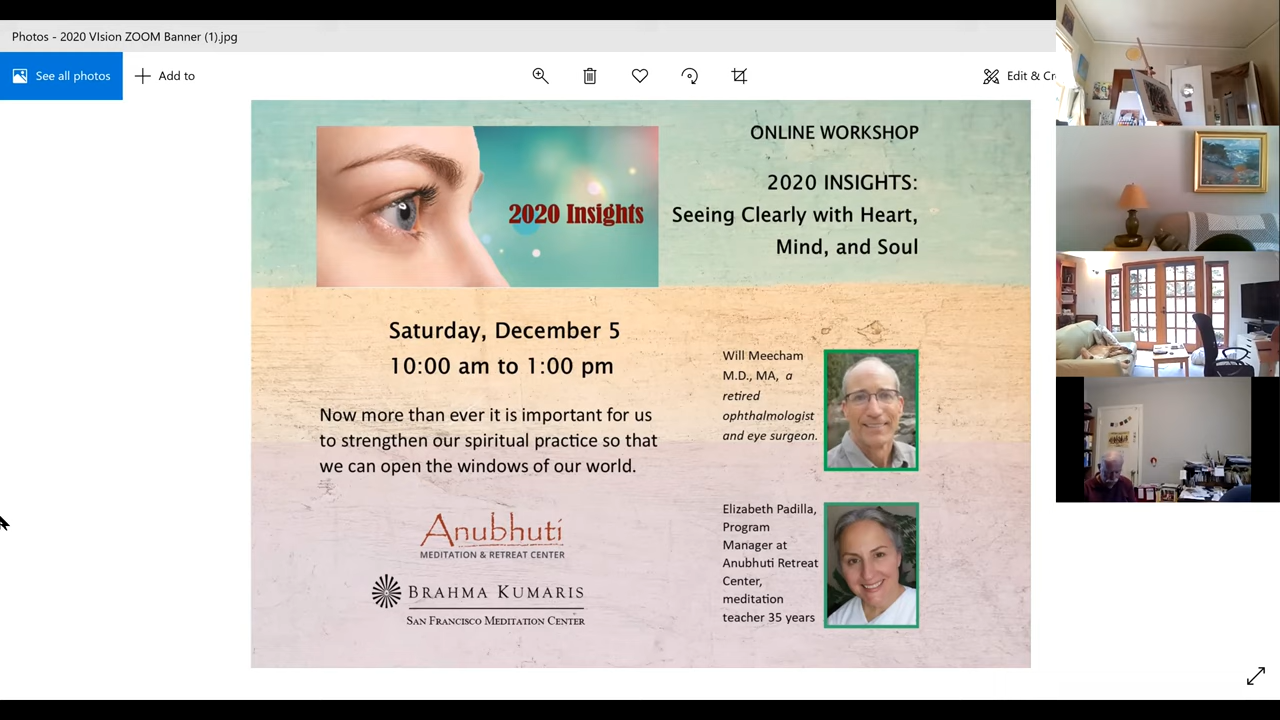 Photos - 2020 VIsion ZOOM Banner (1).jpg
See all photos
Add to
Edit & Cr
2020 Insights
ONLINE WORKSHOP
2020 INSIGHTS:
Seeing Clearly with Heart,
Mind, and Soul
Saturday, December 5
10:00 am to 1:00 pm
Now more than ever it is important for us
to strengthen our spiritual practice so that
we can open the windows of our world.
Anubhuti
MEDITATION & RETREAT CENTER
BRAHMA KUMARIS
SAN FRANCISCO MEDITATION CENTER
Will Meecham
M.D., MA, a
retired
ophthalmologist
and eye surgeon.
Elizabeth Padilla,
Program
Manager at
Anubhuti Retreat
Center,
meditation
teacher 35 years